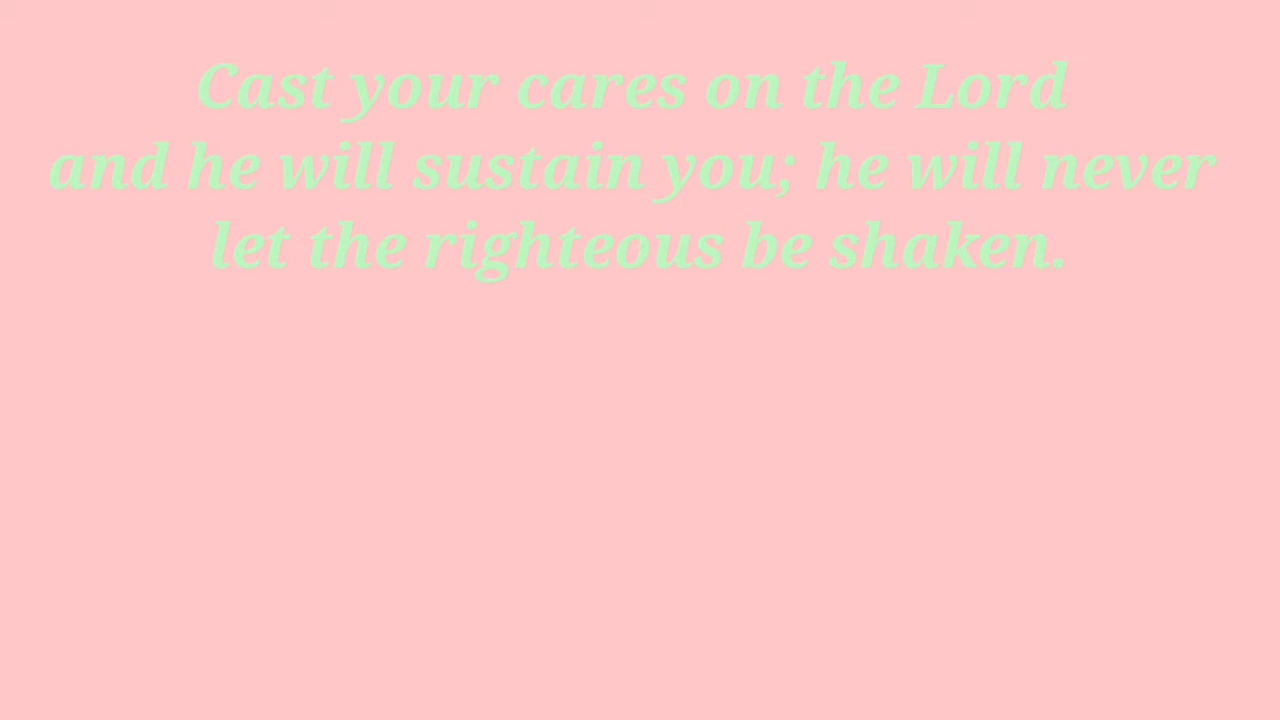 Cast your cares on the Lord
and he will sustain you; he will never
let the righteous be shaken.